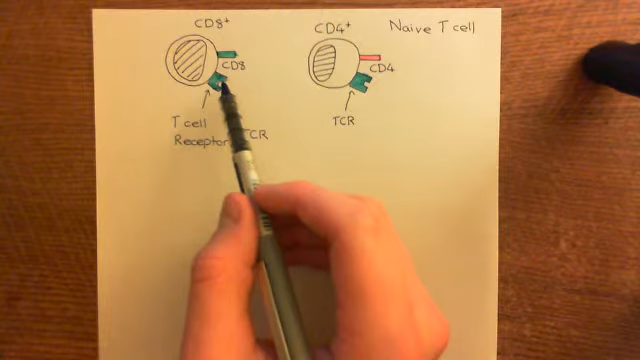 CD8+
CD4+
Naive T cell
CD8
CD4
T cell
Receptor TCR
TCR